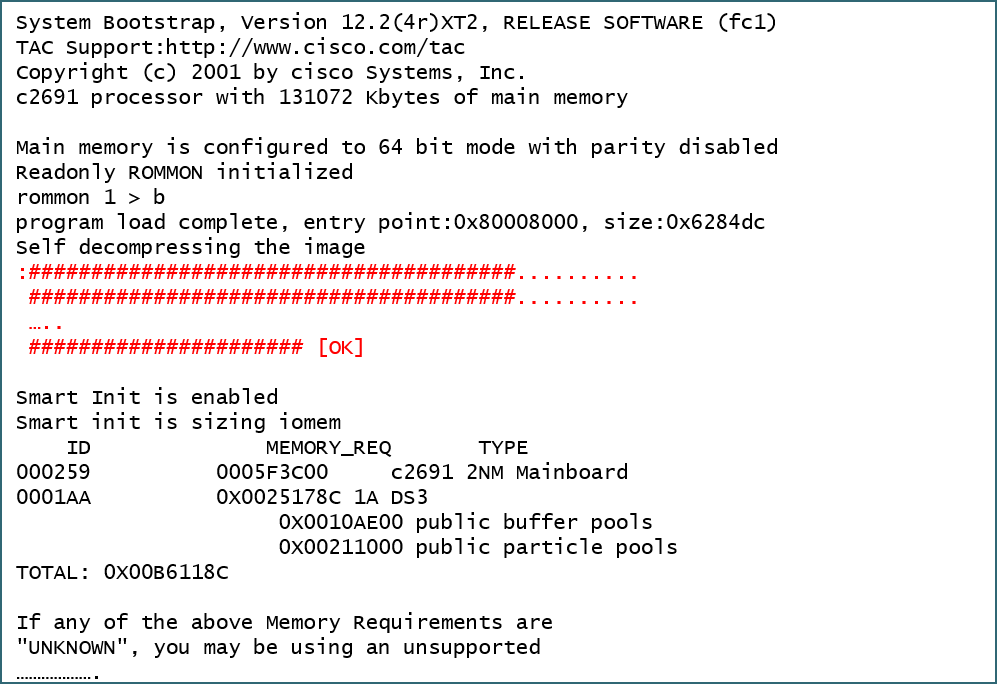 System Bootstrap, Version 12.2(4r)XT2, RELEASE SOFTWARE (fc1)
TAC Support:http://www.cisco.com/tac
Copyright (c) 2001 by cisco Systems, Inc.
c2691 processor with 131072 Kbytes of main memory
Main memory is configured to 64 bit mode with parity disabled
Readonly ROMMON initialized
rommon 1 > b
program load complete, entry point:0x80008000, size:0x6284dc
Self decompressing the image
:#######################################..........
#######################################..........
…..
###################### [OK]
Smart Init is enabled
Smart init is sizing iomem
ID MEMORY_REQ TYPE
000259 0005F3C00 c2691 2NM Mainboard
0001AA 0X0025178C 1A DS3
0X0010AE00 public buffer pools
0X00211000 public particle pools
TOTAL: 0X00B6118C
If any of the above Memory Requirements are
"UNKNOWN", you may be using an unsupported
……………….